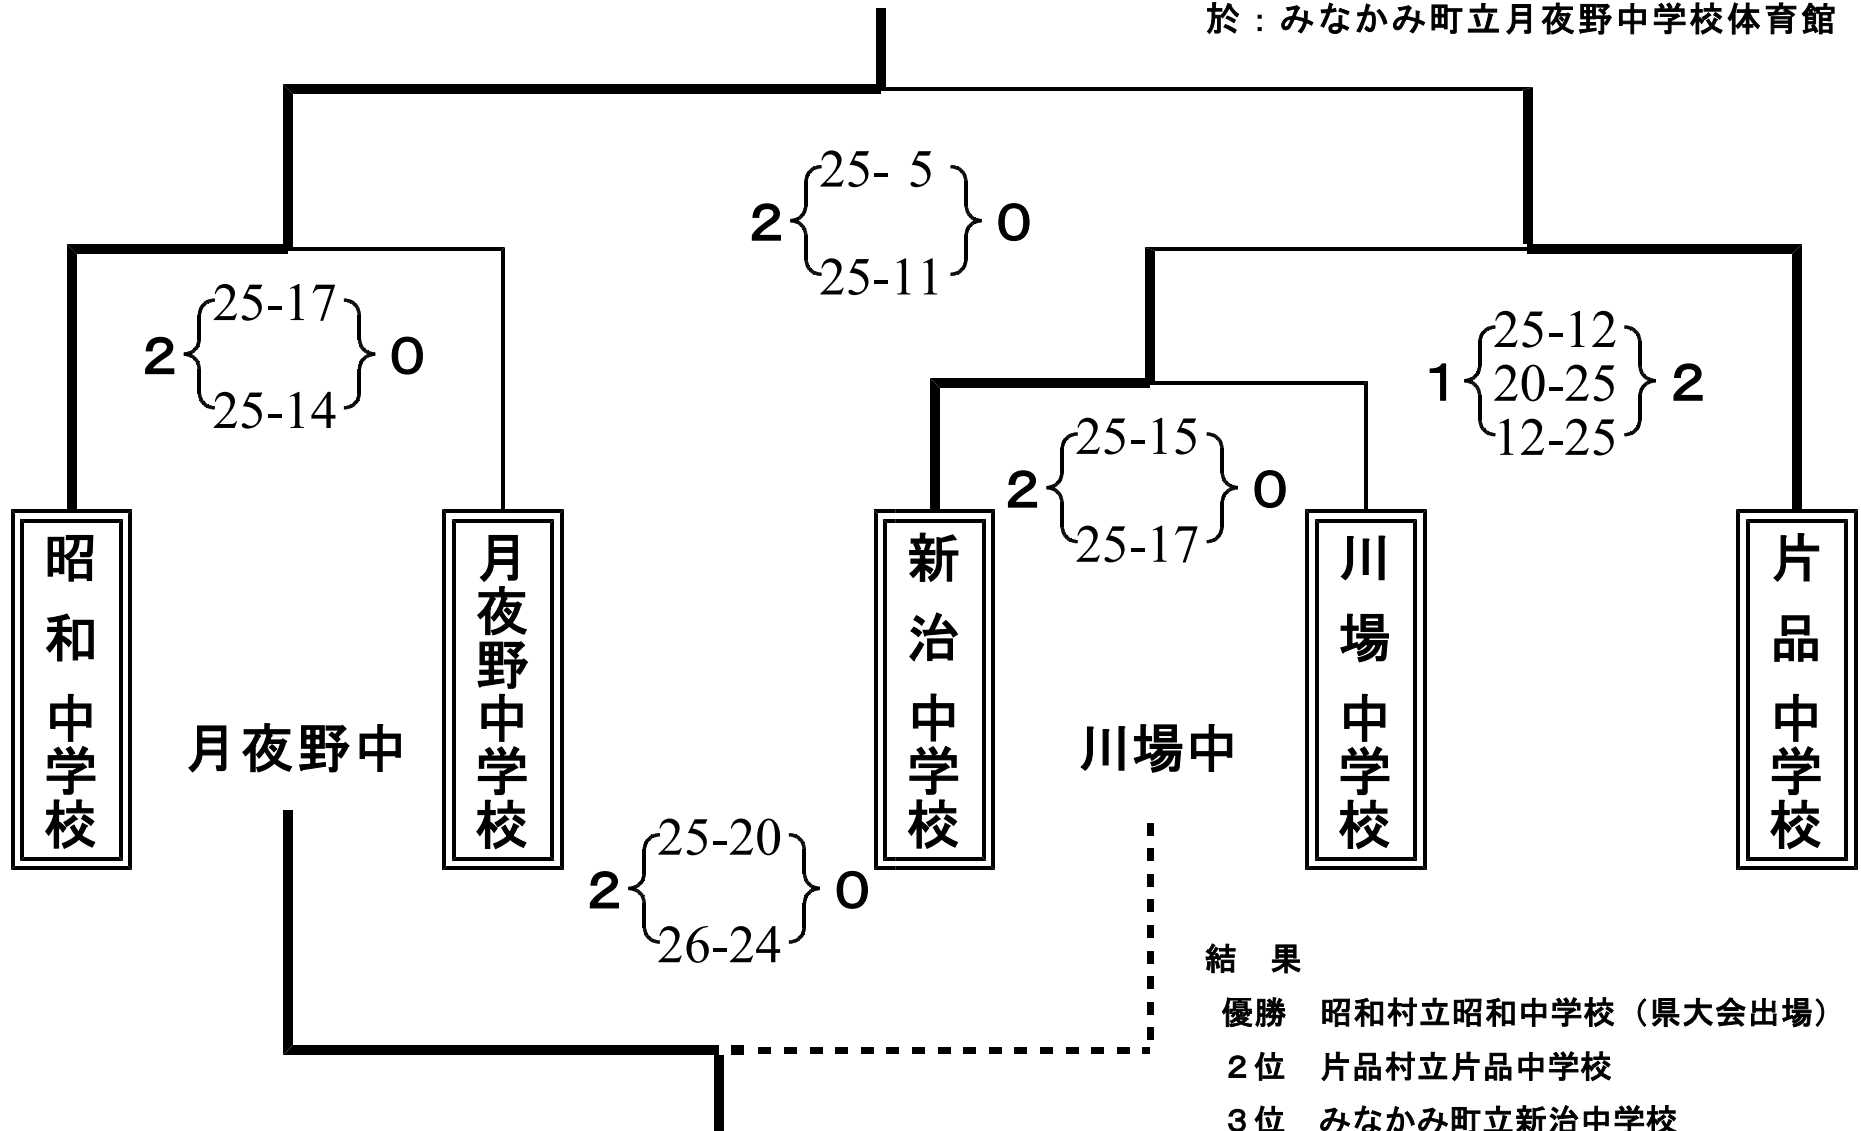 於：みなかみ町立月夜野中学校体育館
25- 5
2 0
25-11
25-17
2 0
25-14
25-12
1 20-25 2
12-25
25-15
2 0
25-17
昭和中学校
月夜野中学校
新治中学校
川場中学校
片品中学校
月夜野中
川場中
25-20
2 0
26-24
結 果
優勝 昭和村立昭和中学校（県大会出場）
２位 片品村立片品中学校
３位 みなかみ町立新治中学校